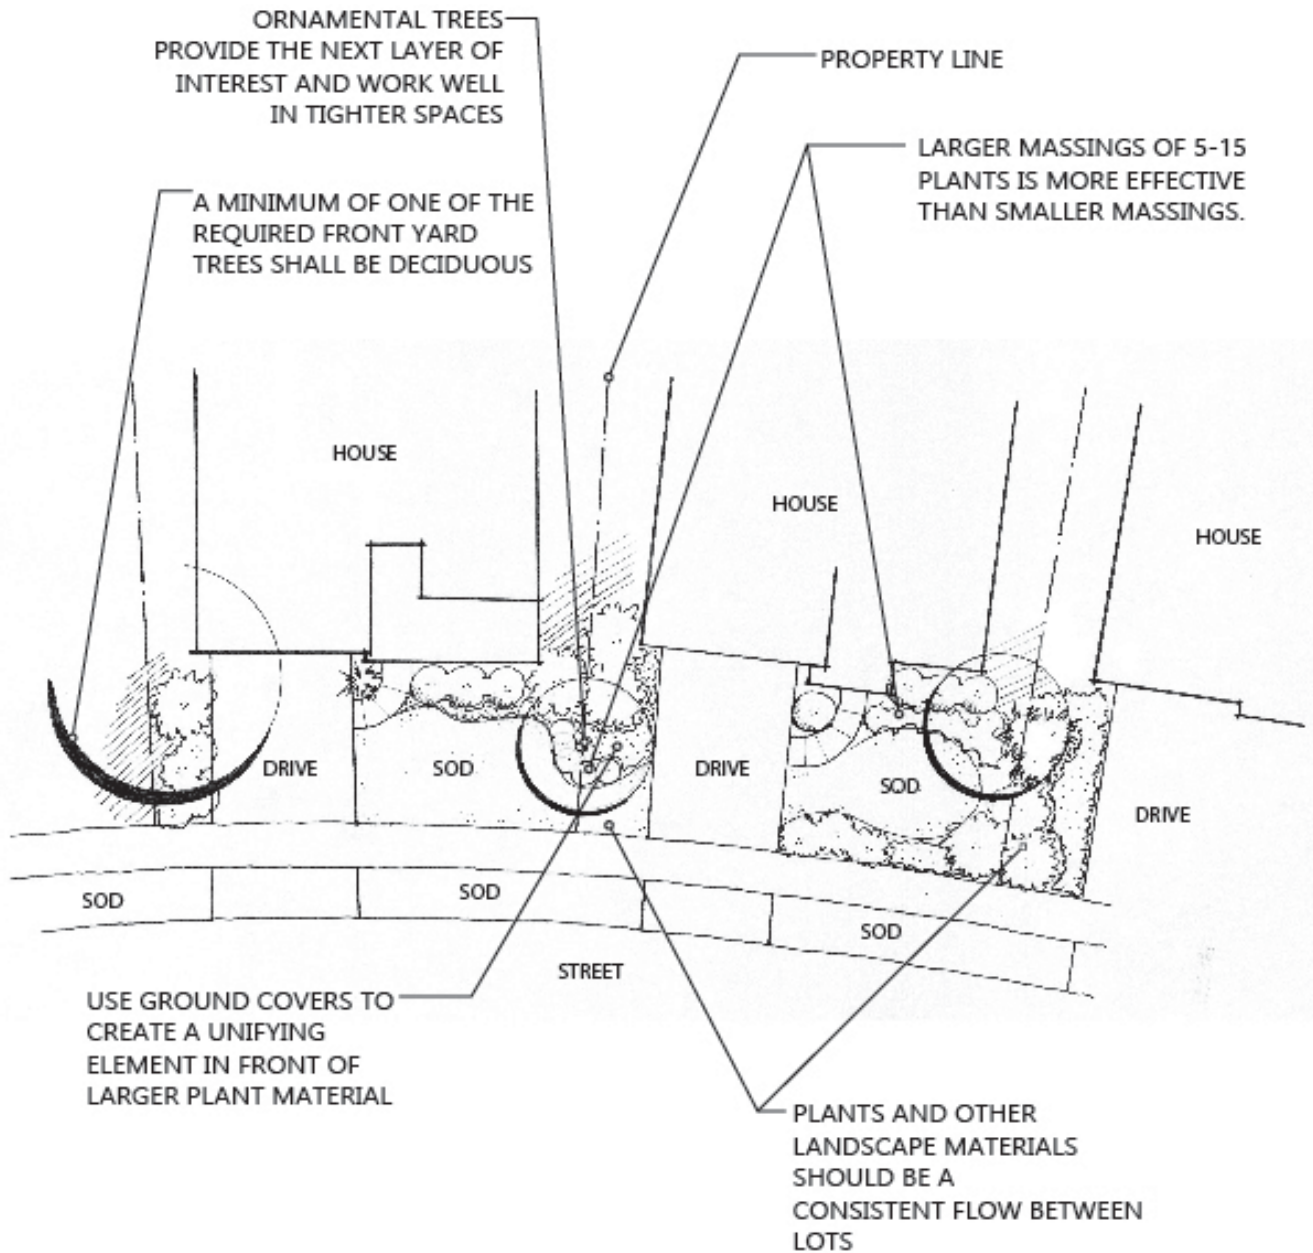 ORNAMENTAL TREES
PROVIDE THE NEXT LAYER OF
INTEREST AND WORK WELL
IN TIGHTER SPACES
PROPERTY LINE
LARGER MASSINGS OF 5-15
PLANTS IS MORE EFFECTIVE
THAN SMALLER MASSINGS.
A MINIMUM OF ONE OF THE
REQUIRED FRONT YARD
TREES SHALL BE DECIDUOUS
HOUSE
HOUSE
HOUSE
DRIVE
SOD
DRIVE
SOD
DRIVE
SOD
SOD
SOD
STREET
USE GROUND COVERS TO
CREATE A UNIFYING
ELEMENT IN FRONT OF
LARGER PLANT MATERIAL
PLANTS AND OTHER
LANDSCAPE MATERIALS
SHOULD BE A
CONSISTENT FLOW BETWEEN
LOTS